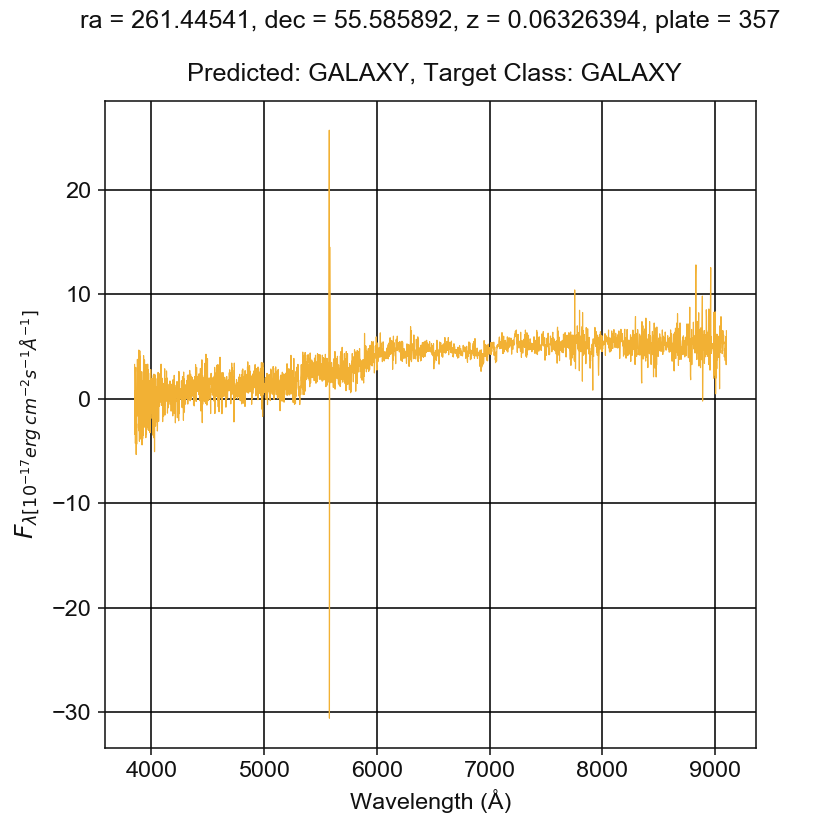 ra = 261.44541, dec = 55.585892, z = 0.06326394, plate = 357
Predicted: GALAXY, Target Class: GALAXY
20
10
0
−10
−20
−30
F_{λ[10^{−17}erg cm^{−2}s^{−1}Å^{−1}]}
4000 5000 6000 7000 8000 9000
Wavelength (Å)